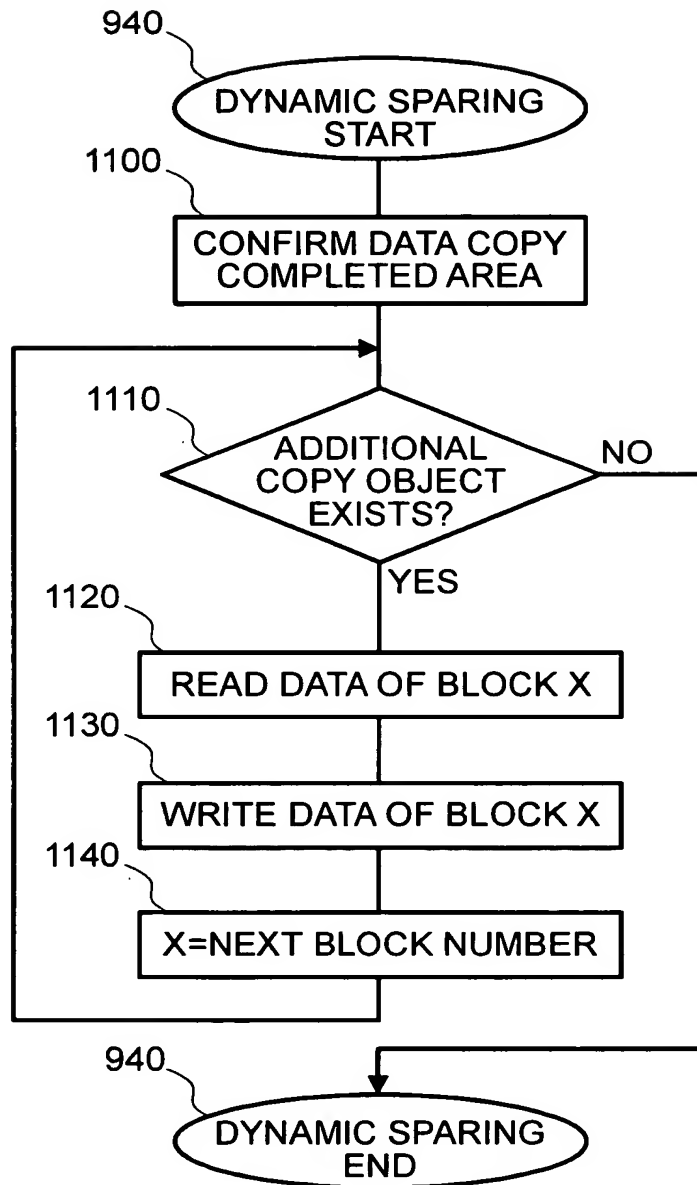 940
DYNAMIC SPARING
START
1100
CONFIRM DATA COPY
COMPLETED AREA
1110
ADDITIONAL
COPY OBJECT
EXISTS?
NO
YES
1120
READ DATA OF BLOCK X
1130
WRITE DATA OF BLOCK X
1140
X=NEXT BLOCK NUMBER
940
DYNAMIC SPARING
END